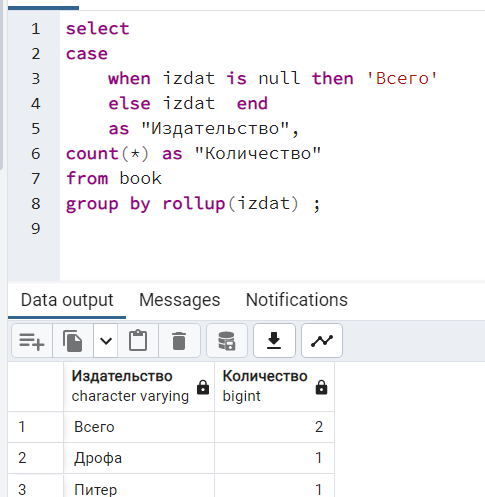 1 select
2 case
3 when izdat is null then 'Всего'
4 else izdat end
5 as "Издательство",
6 count(*) as "Количество"
7 from book
8 group by rollup(izdat) ;
9
Data output Messages Notifications
Издательство Количество
character varying bigint
1 Всего 2
2 Дрофа 1
3 Питер 1